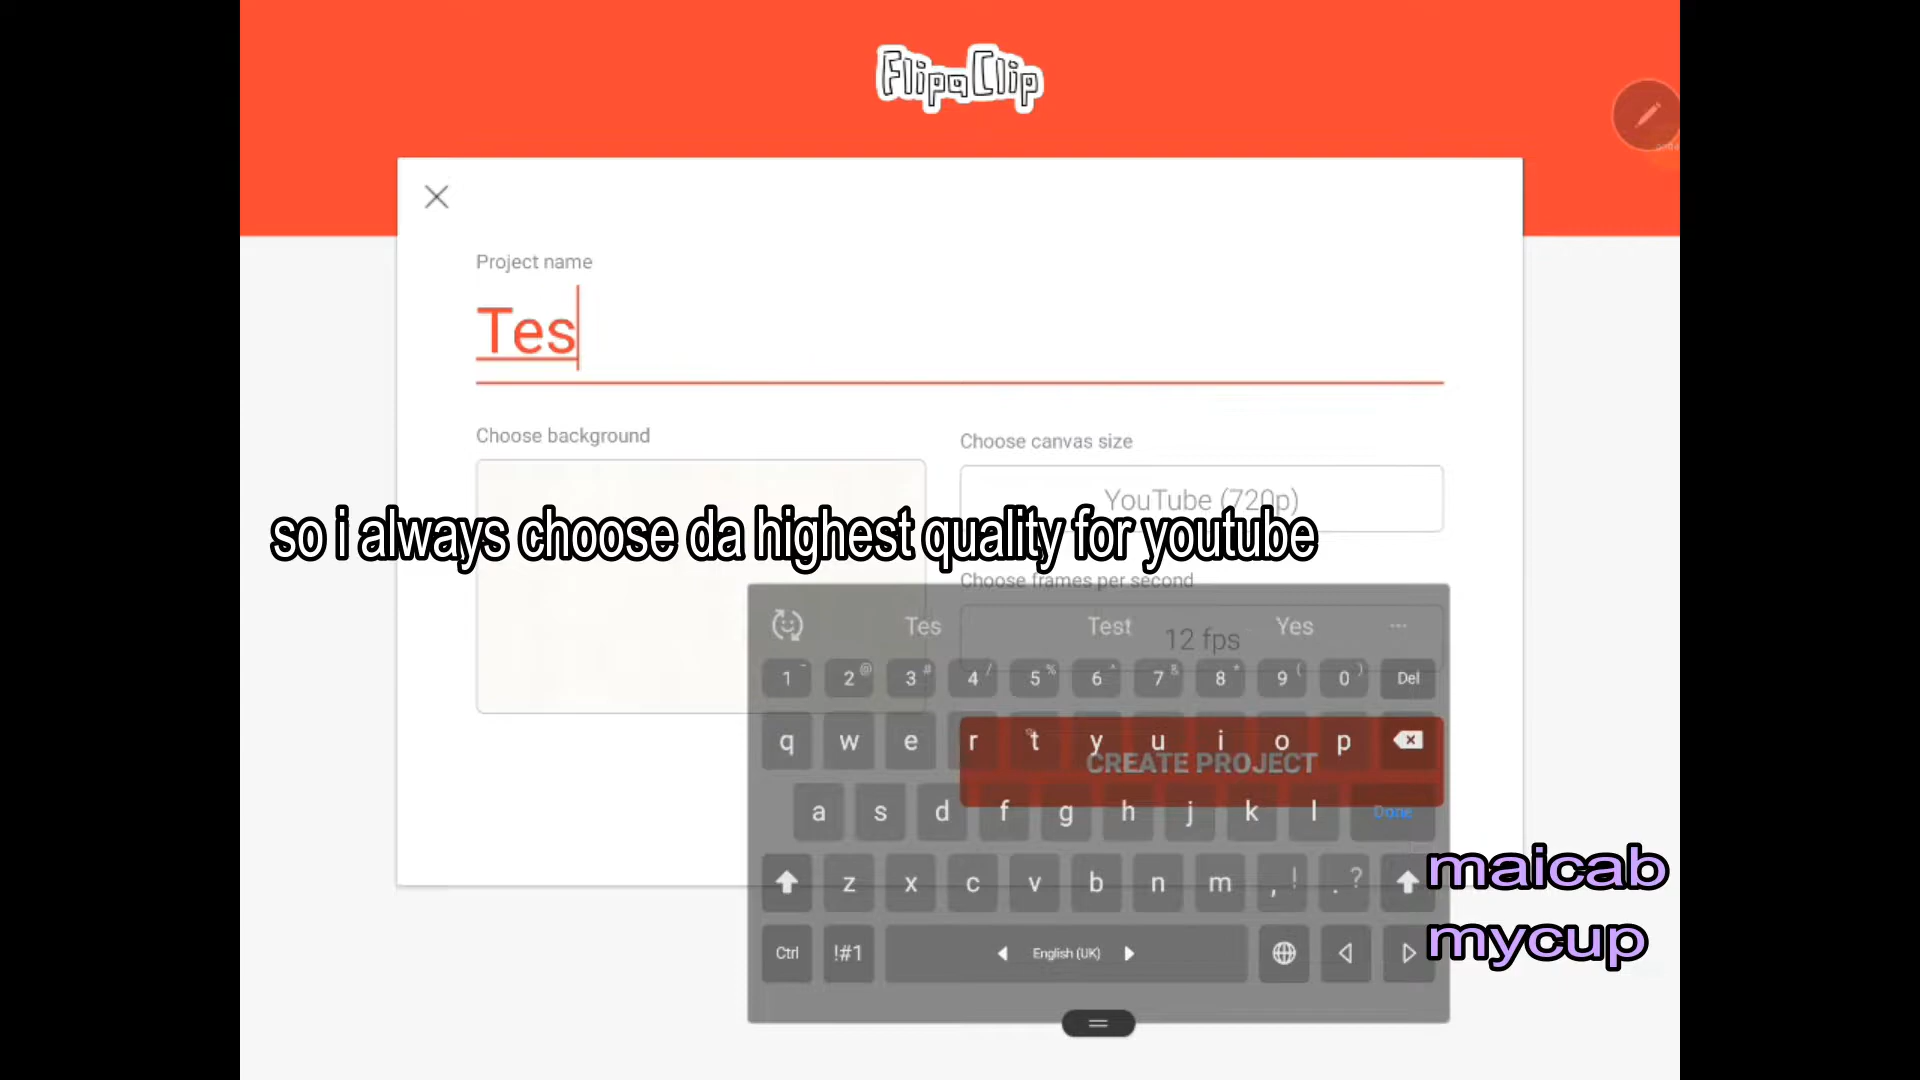 FlipaClip
Project name
Tes
Choose background
Choose canvas size
YouTube (720p)
so i always choose da highest quality for youtube
Choose frames per second
Tes Test Yes ...
12 fps
1 - 2 @ 3 # 4 / 5 % 6 ^ 7 & 8 * 9 ( 0 ) Del
q w e r t y u i o p
CREATE PROJECT
a s d f g h j k l Done
z x c v b n m , ! . ?
maicab
mycup
Ctrl !#1 English (UK)